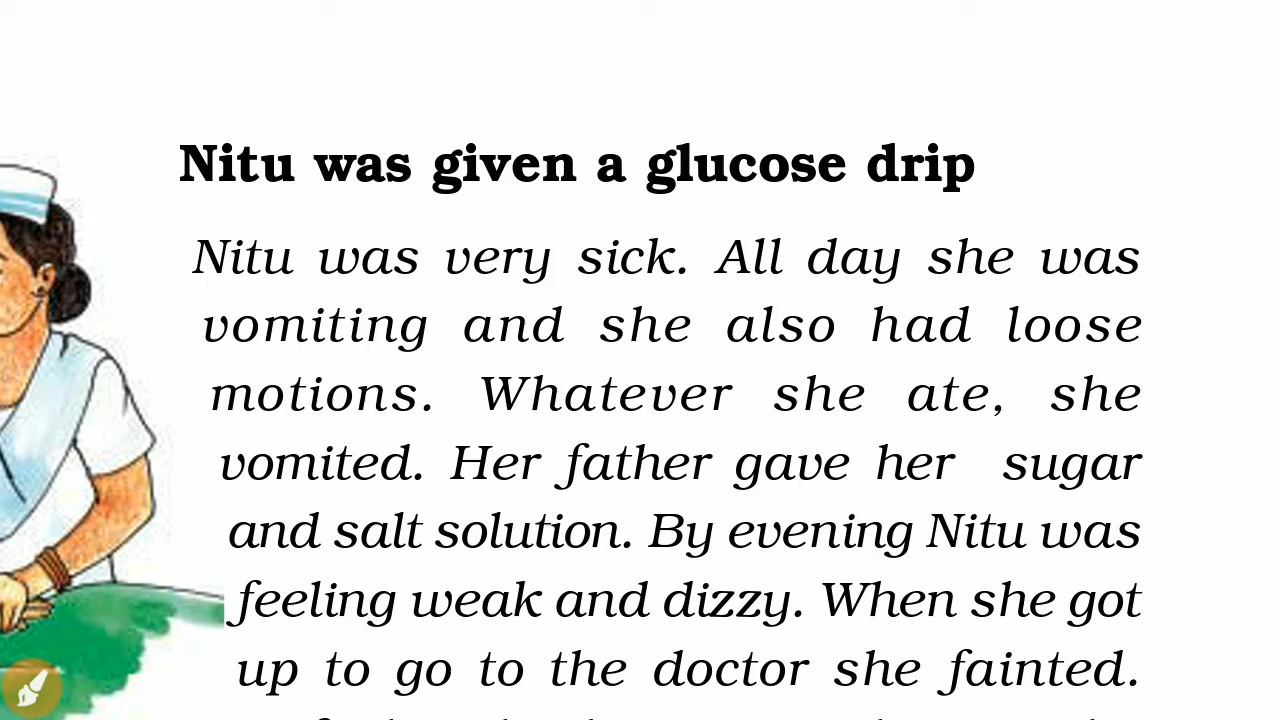 Nitu was given a glucose drip
Nitu was very sick. All day she was
vomiting and she also had loose
motions. Whatever she ate, she
vomited. Her father gave her sugar
and salt solution. By evening Nitu was
feeling weak and dizzy. When she got
up to go to the doctor she fainted.